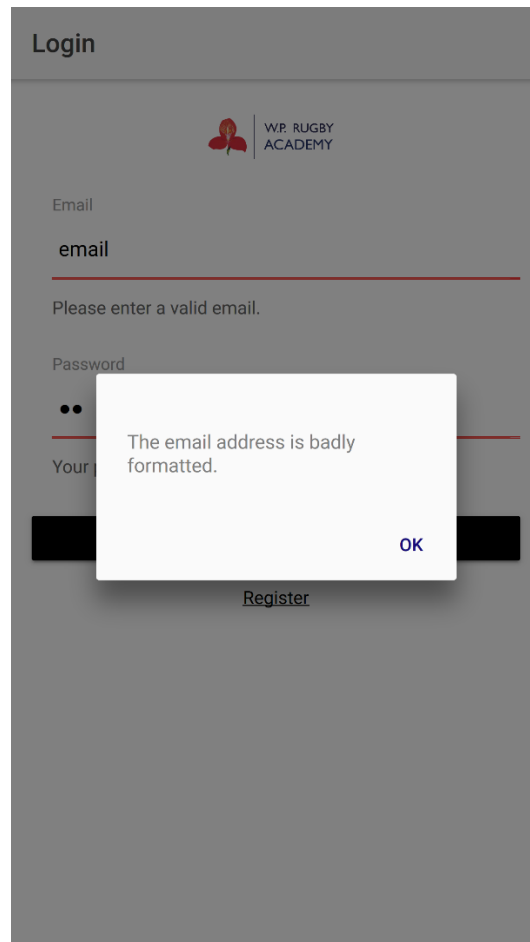 Login
W.P. RUGBY
ACADEMY
Email
email
Please enter a valid email.
Password
••
Your
The email address is badly
formatted.
OK
Register